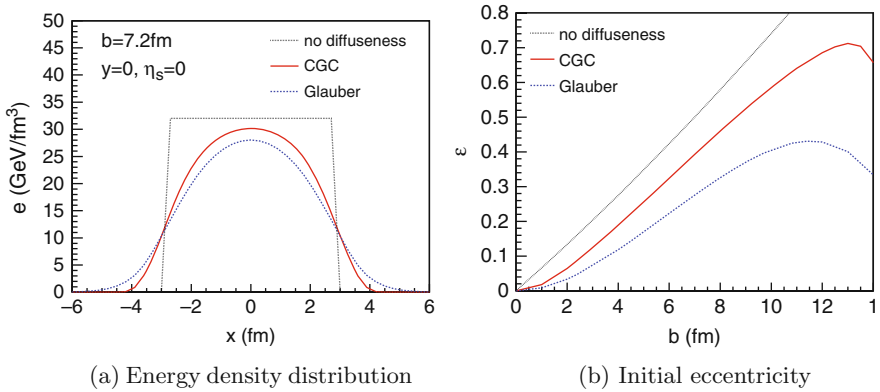 50
45
40
35
30
25
20
15
10
5
0
e (GeV/fm³)
b=7.2fm
y=0, ηs=0
no diffuseness
CGC
Glauber
−6 −4 −2 0 2 4 6
x (fm)
(a) Energy density distribution
0.8
0.7
0.6
0.5
0.4
0.3
0.2
0.1
0
ε
no diffuseness
CGC
Glauber
0 2 4 6 8 10 12 14
b (fm)
(b) Initial eccentricity